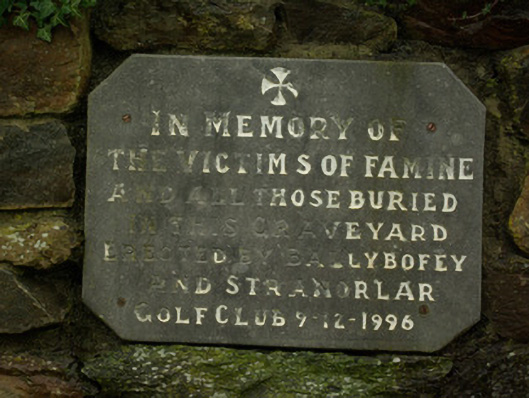 IN MEMORY OF
THE VICTIMS OF FAMINE
AND ALL THOSE BURIED
IN THIS GRAVEYARD
ERECTED BY BALLYBOFEY
AND STRANORLAR
GOLF CLUB 9-12-1996